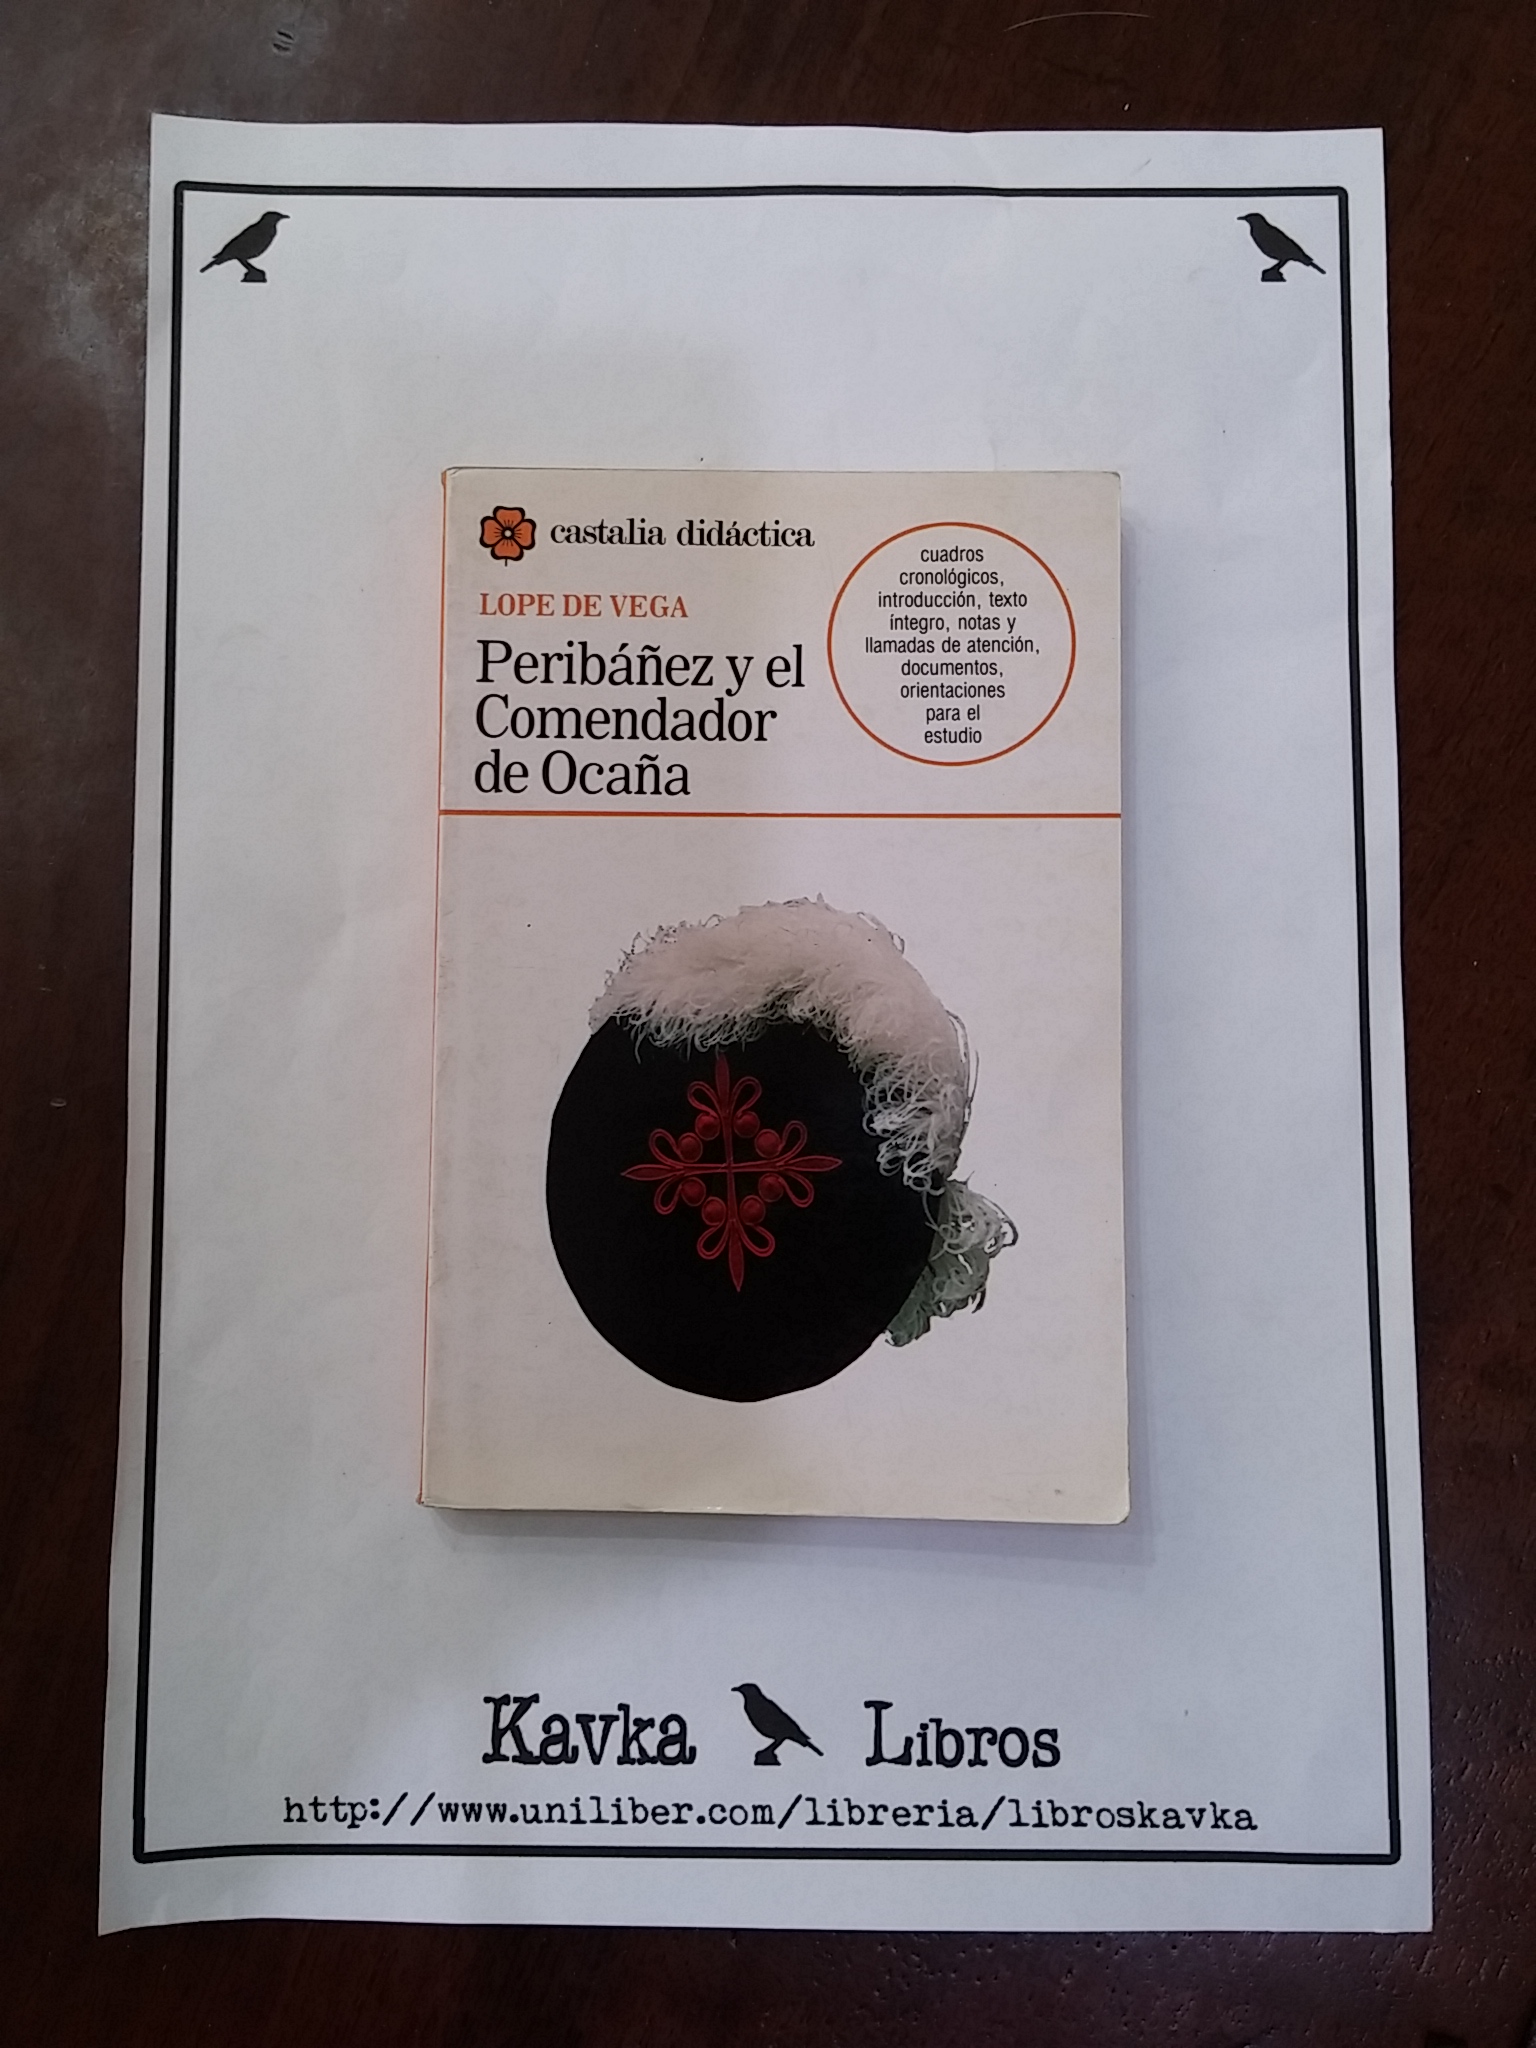 castalia didáctica
LOPE DE VEGA
Peribáñez y el
Comendador
de Ocaña
cuadros
cronológicos,
introducción, texto
íntegro, notas y
llamadas de atención,
documentos,
orientaciones
para el
estudio
Kavka Libros
http://www.uniliber.com/libreria/libroskavka